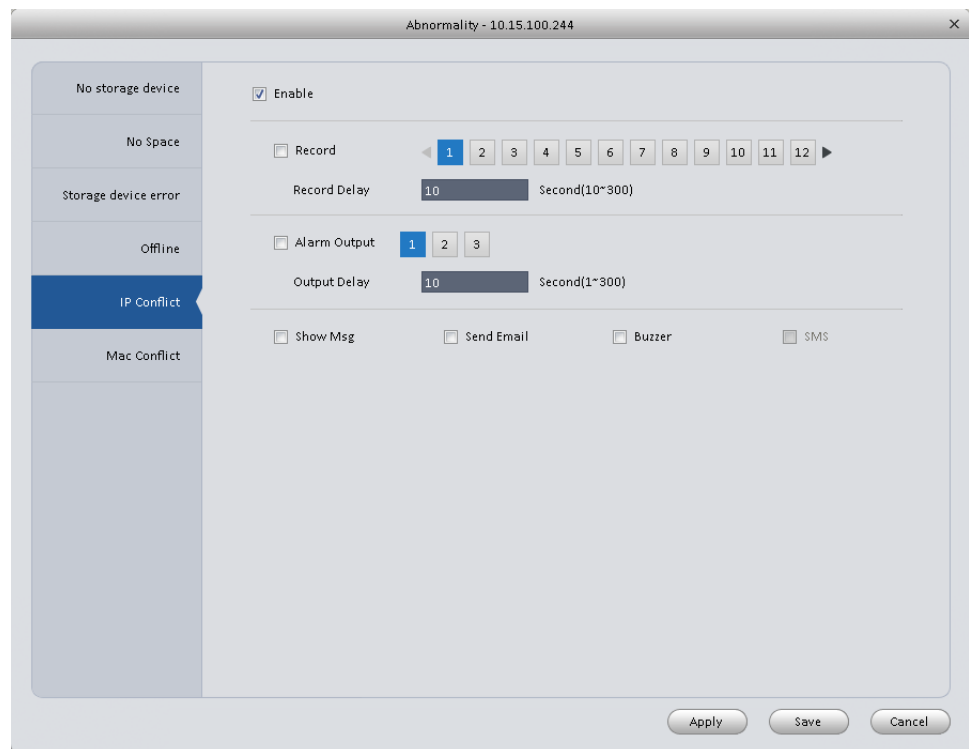 Abnormality - 10.15.100.244
No storage device
No Space
Storage device error
Offline
IP Conflict
Mac Conflict
Enable
Record 1 2 3 4 5 6 7 8 9 10 11 12
Record Delay 10 Second(10~300)
Alarm Output 1 2 3
Output Delay 10 Second(1~300)
Show Msg Send Email Buzzer SMS
Apply Save Cancel